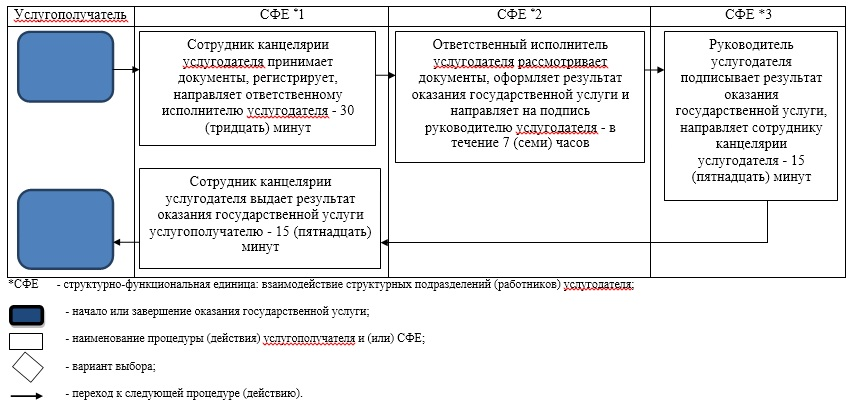 Услугополучатель
СФЕ *1
СФЕ *2
СФЕ *3
Сотрудник канцелярии
услугодателя принимает
документы, регистрирует,
направляет ответственному
исполнителю услугодателя - 30
(тридцать) минут
Ответственный исполнитель
услугодателя рассмотривает
документы, оформляет результат
оказания государственной услуги и
направляет на подпись
руководителю услугодателя - в
течение 7 (семи) часов
Руководитель
услугодателя
подписывает результат
оказания
государственной услуги,
направляет сотруднику
канцелярии
услугодателя - 15
(пятнадцать) минут
Сотрудник канцелярии
услугодателя выдает результат
оказания государственной услуги
услугополучателю - 15 (пятнадцать)
минут
*СФЕ - структурно-функциональная единица: взаимодействие структурных подразделений (работников) услугодателя;
- начало или завершение оказания государственной услуги;
- наименование процедуры (действия) услугополучателя и (или) СФЕ;
- вариант выбора;
- переход к следующей процедуре (действию).